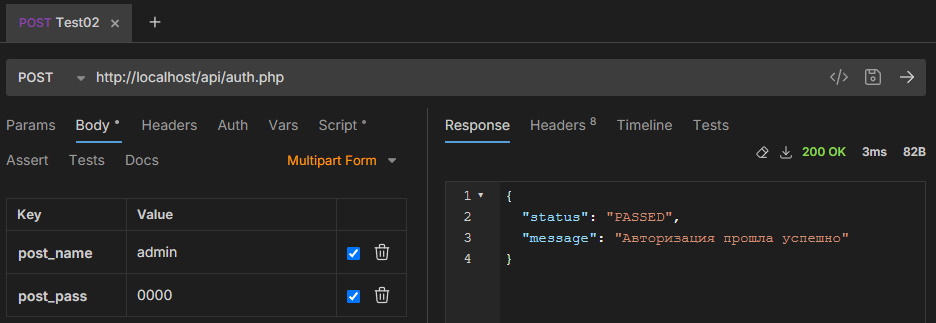 POST Test02 × +
POST http://localhost/api/auth.php </>
Params Body Headers Auth Vars Script
Assert Tests Docs Multipart Form
Key Value
post_name admin
post_pass 0000
Response Headers 8 Timeline Tests
200 OK 3ms 82B
1 {
2 "status": "PASSED",
3 "message": "Авторизация прошла успешно"
4 }